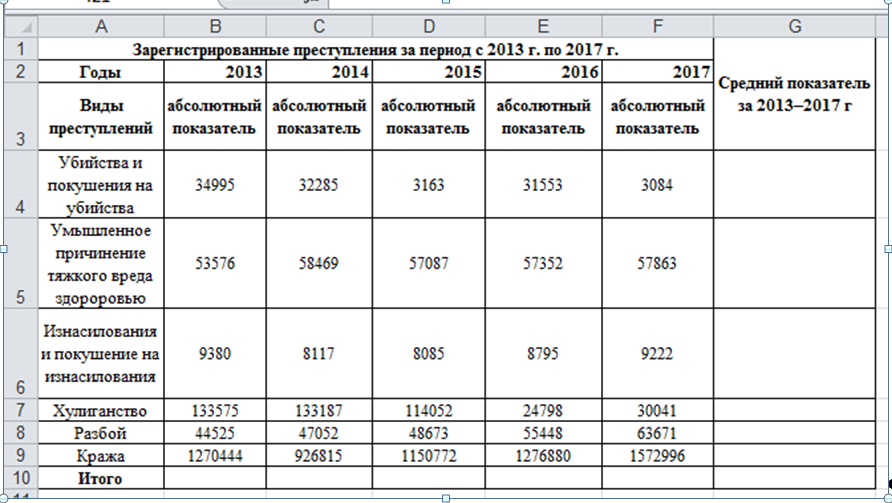 A B C D E F G
1 Зарегистрированные преступления за период с 2013 г. по 2017 г.
2 Годы 2013 2014 2015 2016 2017
Средний показатель
за 2013–2017 г
3 Виды
преступлений
абсолютный
показатель
абсолютный
показатель
абсолютный
показатель
абсолютный
показатель
абсолютный
показатель
4 Убийства и
покушения на
убийства
34995 32285 3163 31553 3084
5 Умышленное
причинение
тяжкого вреда
здороровью
53576 58469 57087 57352 57863
6 Изнасилования
и покушение на
изнасилования
9380 8117 8085 8795 9222
7 Хулиганство 133575 133187 114052 24798 30041
8 Разбой 44525 47052 48673 55448 63671
9 Кража 1270444 926815 1150772 1276880 1572996
10 Итого